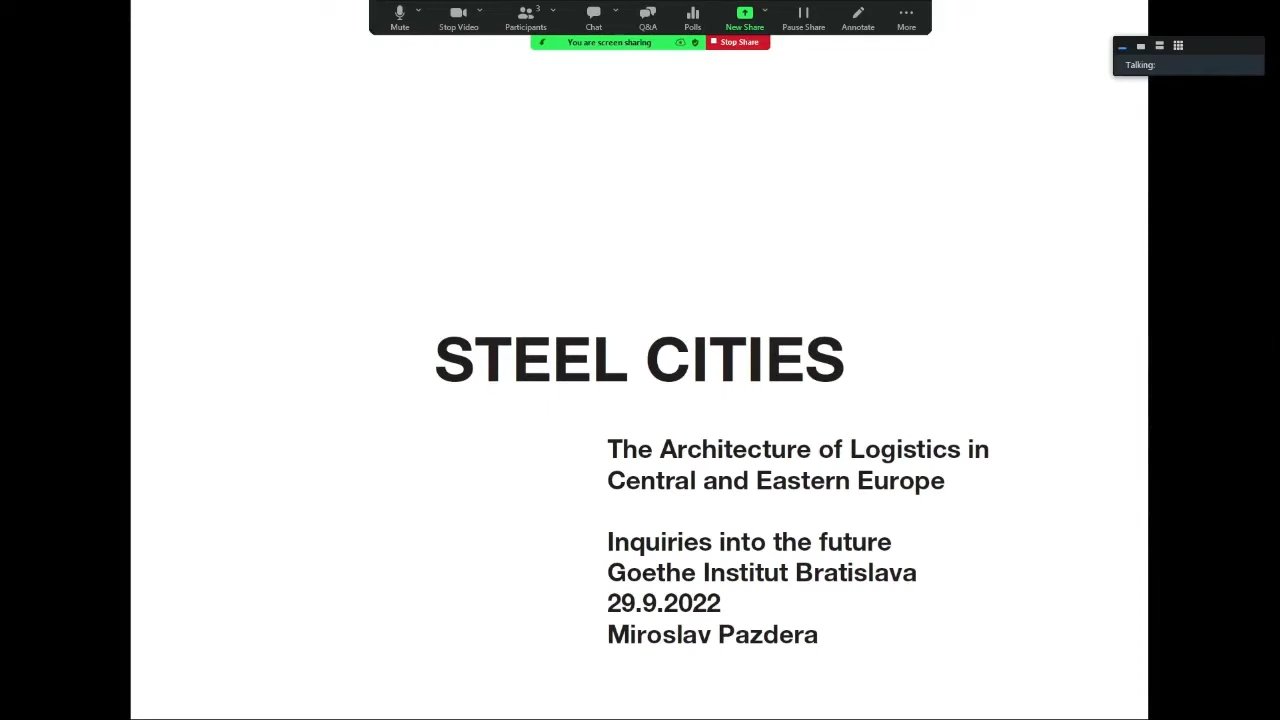 Mute
Stop Video
Participants
3
Chat
Q&A
Polls
New Share
Pause Share
Annotate
More
You are screen sharing
Stop Share
Talking:
STEEL CITIES
The Architecture of Logistics in
Central and Eastern Europe
Inquiries into the future
Goethe Institut Bratislava
29.9.2022
Miroslav Pazdera